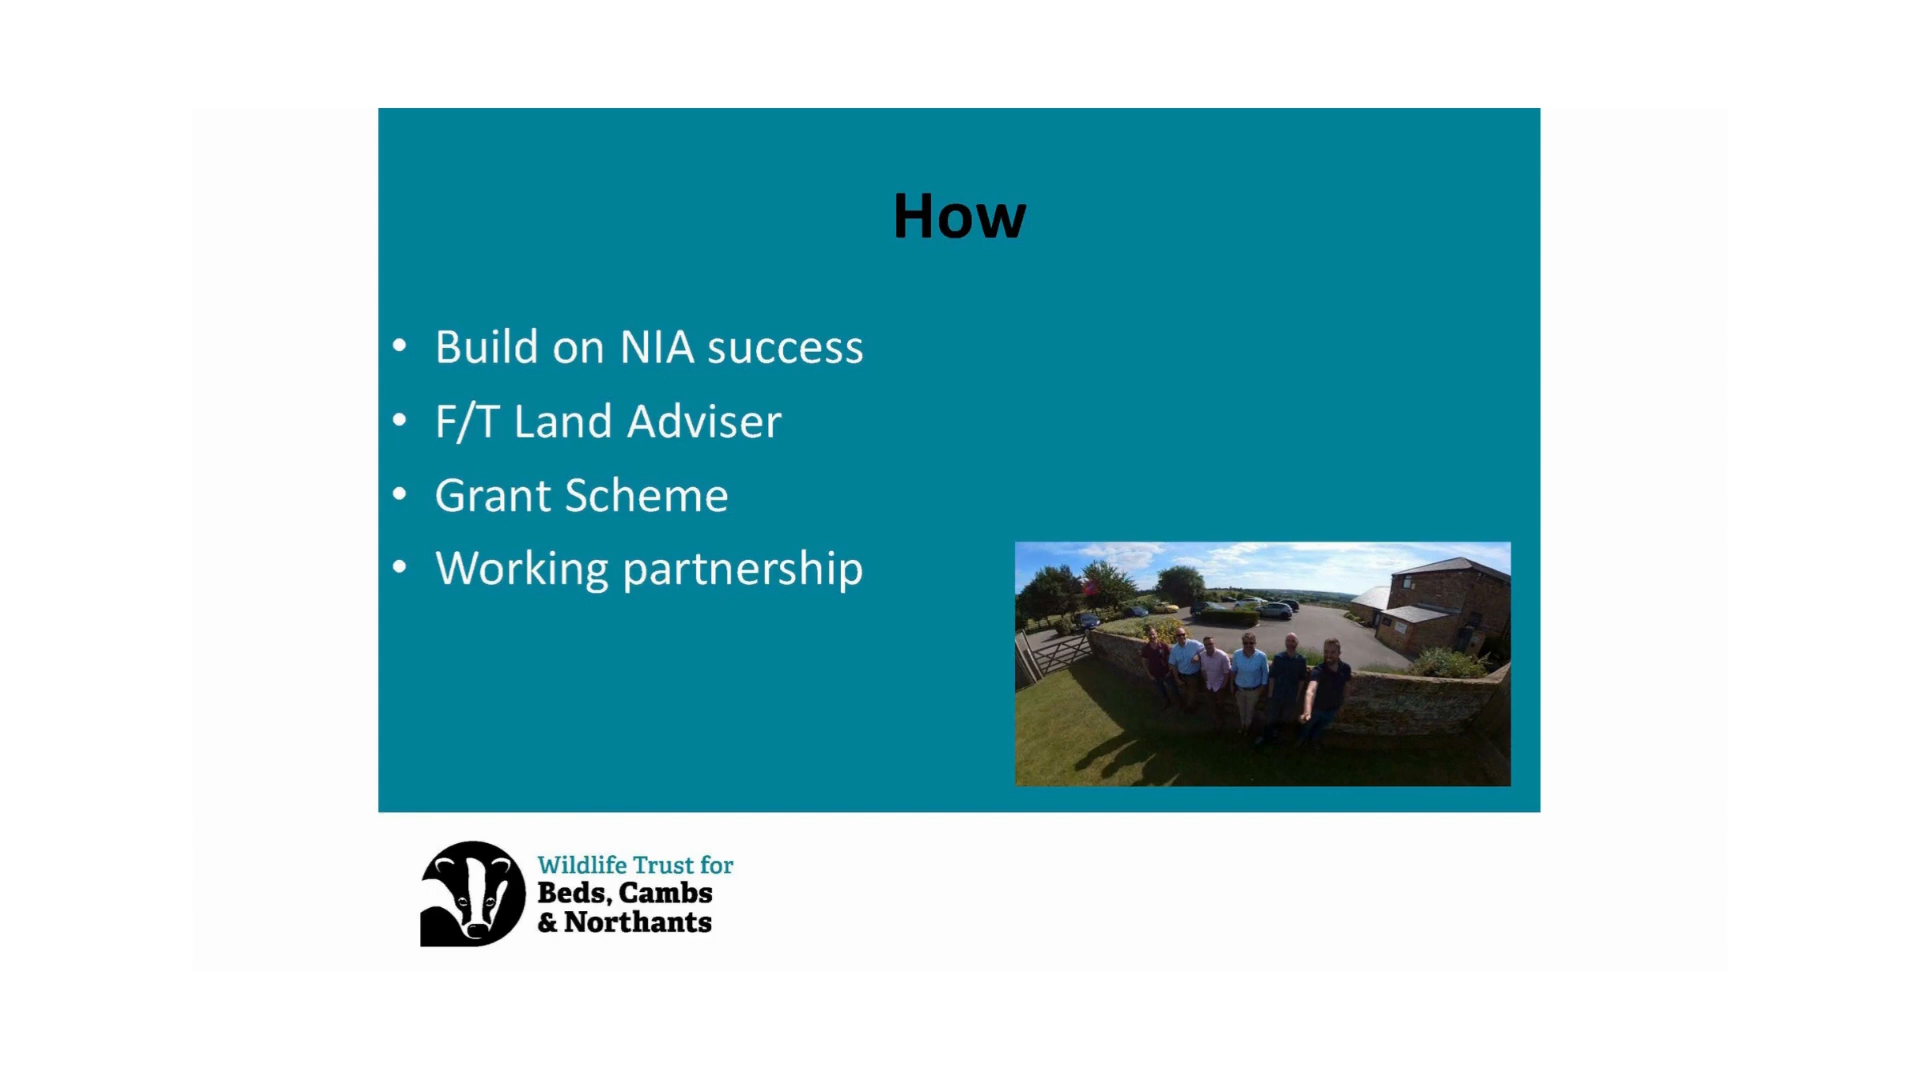 How
• Build on NIA success
• F/T Land Adviser
• Grant Scheme
• Working partnership
Wildlife Trust for
Beds, Cambs
& Northants